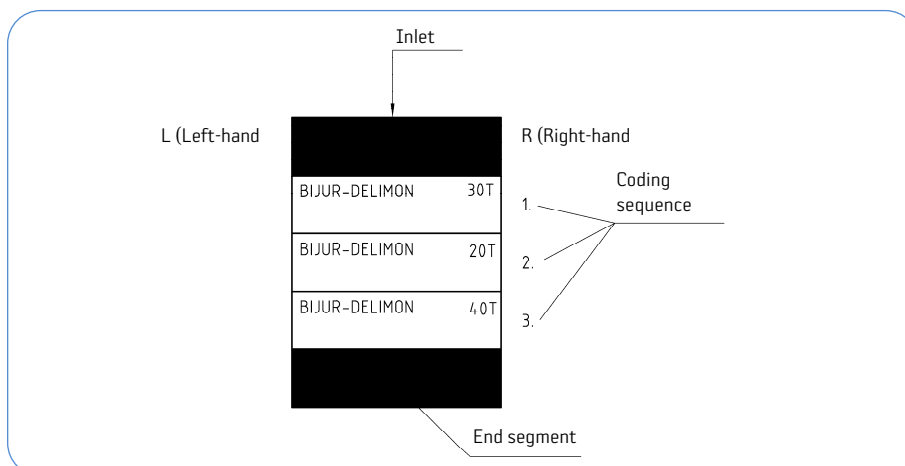 Inlet
L (Left-hand
R (Right-hand
BIJUR-DELIMON 30T
1.
Coding
sequence
BIJUR-DELIMON 20T
2.
BIJUR-DELIMON 40T
3.
End segment